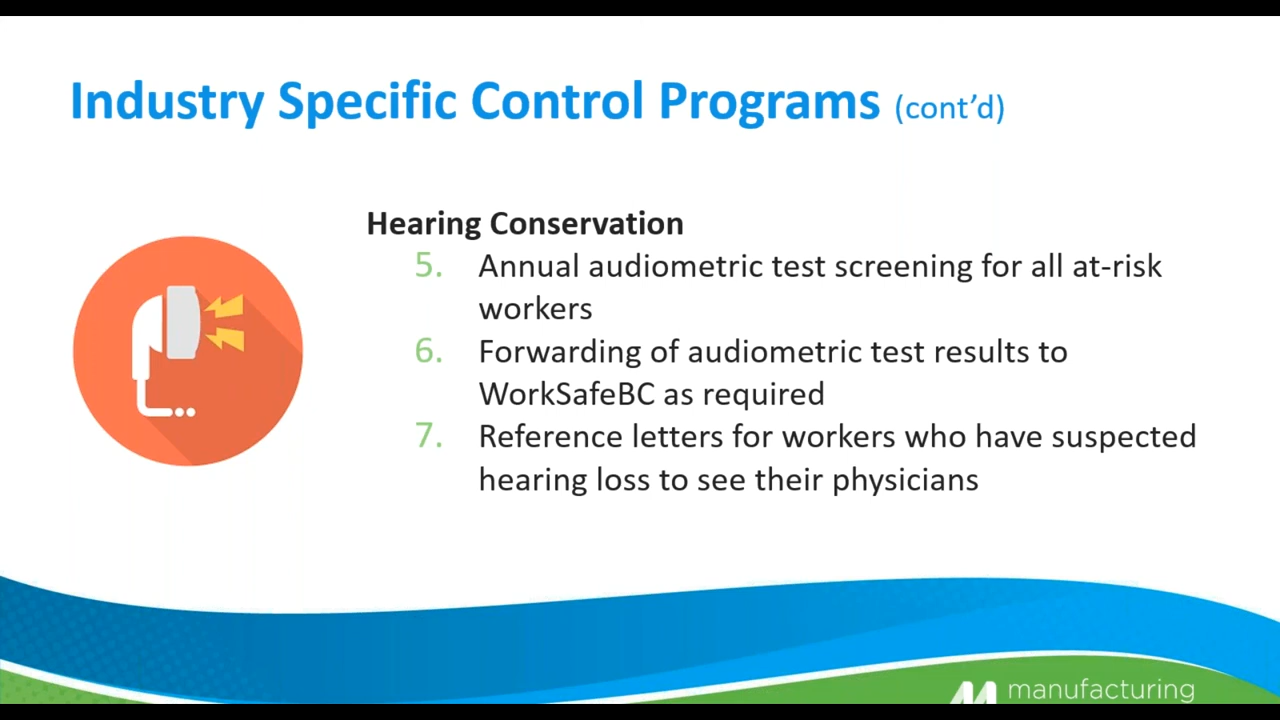 Industry Specific Control Programs (cont’d)
Hearing Conservation
5. Annual audiometric test screening for all at-risk
workers
6. Forwarding of audiometric test results to
WorkSafeBC as required
7. Reference letters for workers who have suspected
hearing loss to see their physicians
manufacturing